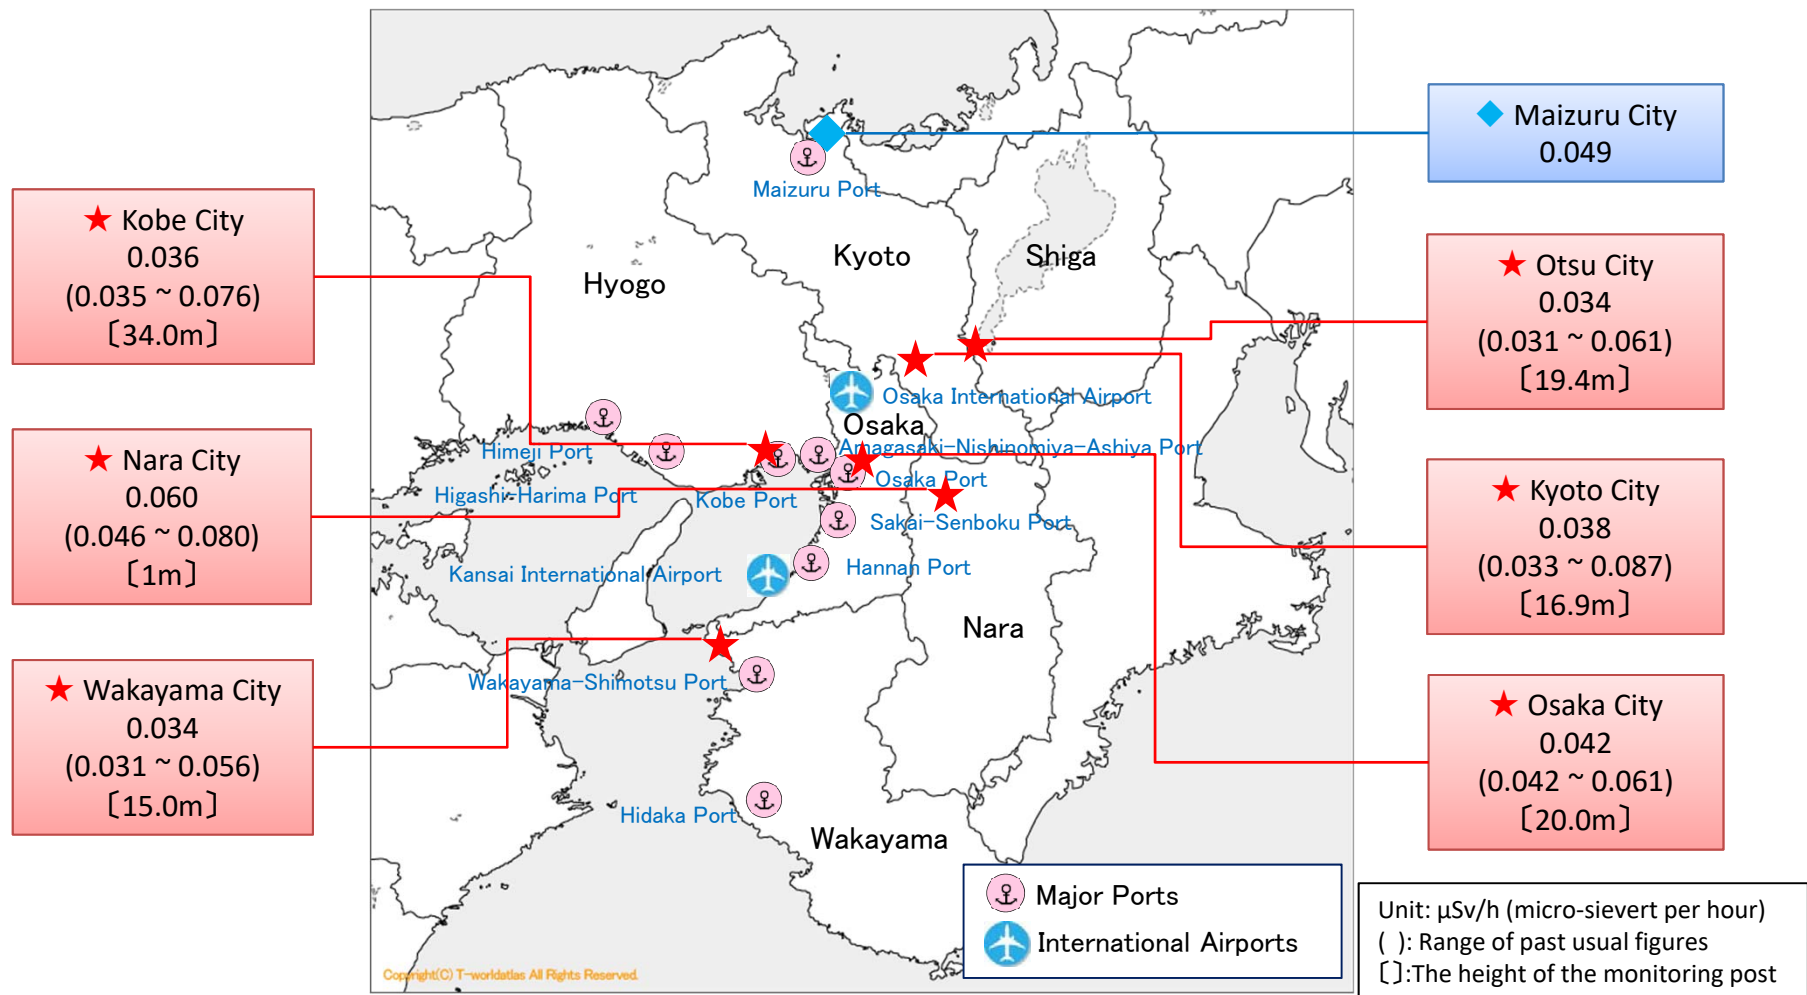 Maizuru City
0.049
Kobe City
0.036
(0.035 ~ 0.076)
〔34.0m〕
Nara City
0.060
(0.046 ~ 0.080)
〔1m〕
Wakayama City
0.034
(0.031 ~ 0.056)
〔15.0m〕
Maizuru Port
Kyoto
Shiga
Hyogo
Osaka International Airport
Osaka
Amagasaki-Nishinomiya-Ashiya Port
Himeji Port
Osaka Port
Higashi-Harima Port
Kobe Port
Sakai-Senboku Port
Kansai International Airport
Hannan Port
Nara
Wakayama-Shimotsu Port
Hidaka Port
Wakayama
Otsu City
0.034
(0.031 ~ 0.061)
〔19.4m〕
Kyoto City
0.038
(0.033 ~ 0.087)
〔16.9m〕
Osaka City
0.042
(0.042 ~ 0.061)
〔20.0m〕
Major Ports
International Airports
Unit: μSv/h (micro-sievert per hour)
( ): Range of past usual figures
〔〕:The height of the monitoring post
Copyright(C) T-worldatlas All Rights Reserved.